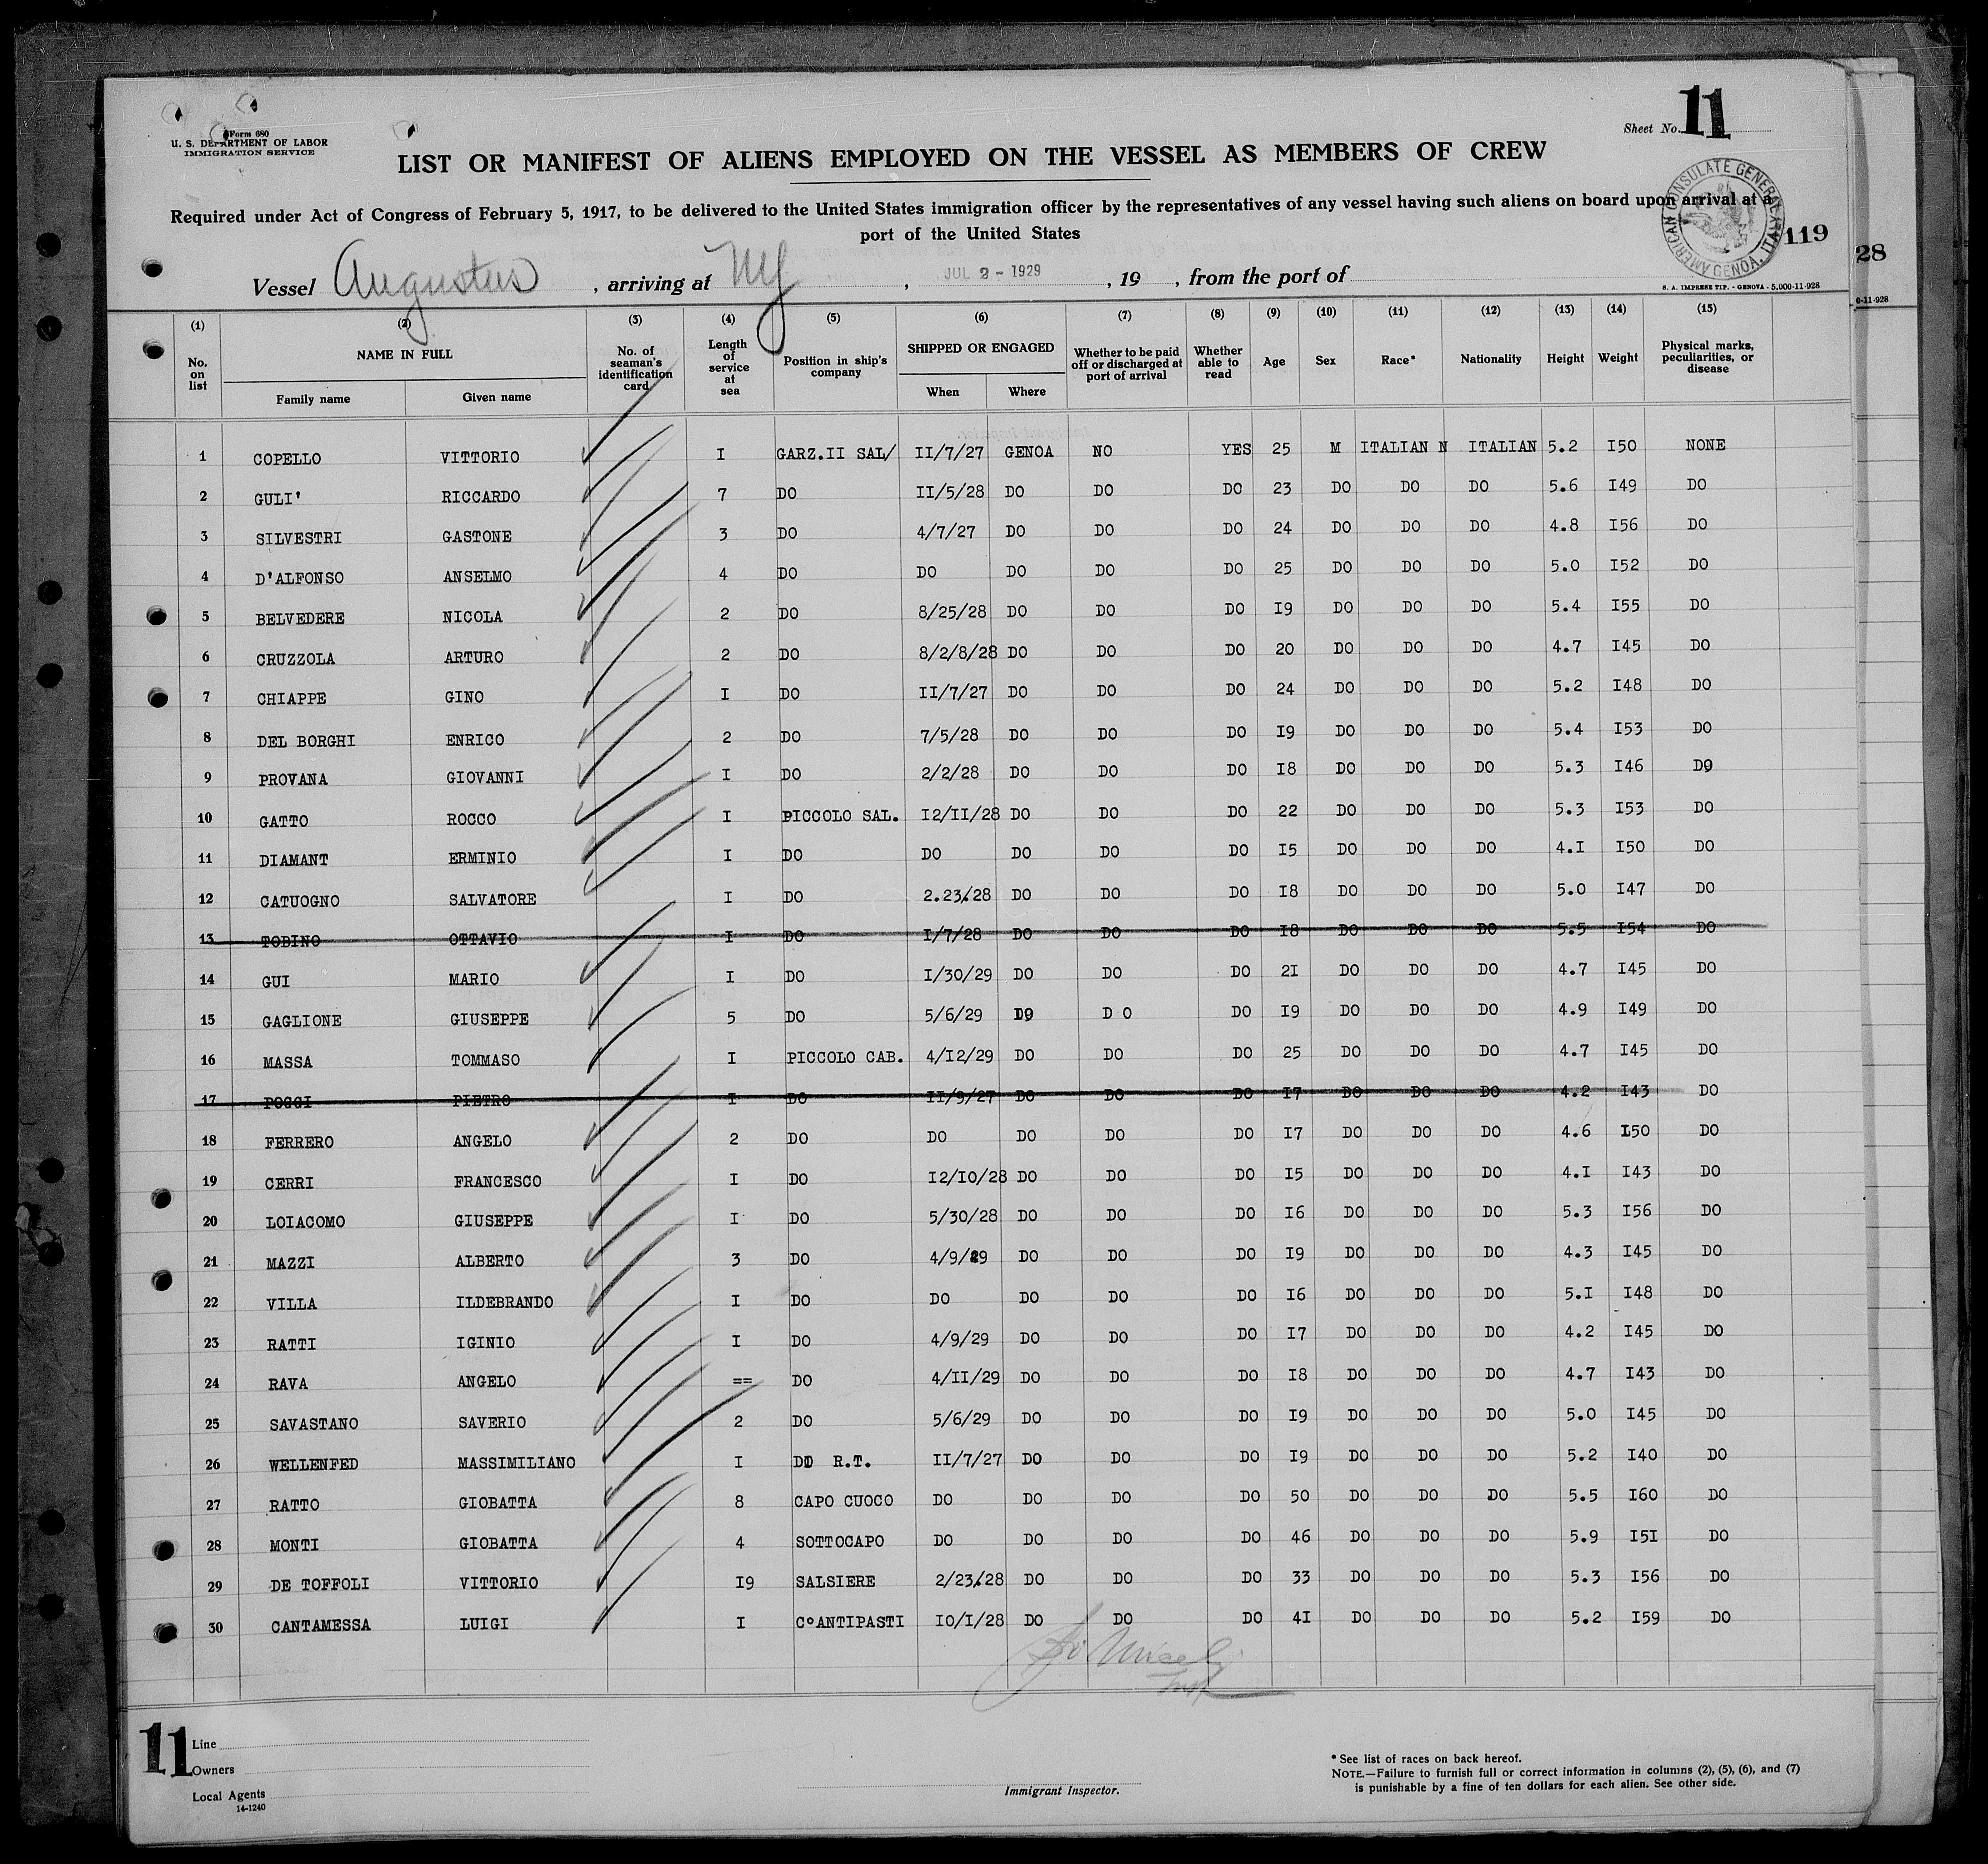 Form 680
U. S. DEPARTMENT OF LABOR
IMMIGRATION SERVICE
Sheet No. 11
LIST OR MANIFEST OF ALIENS EMPLOYED ON THE VESSEL AS MEMBERS OF CREW
Required under Act of Congress of February 5, 1917, to be delivered to the United States immigration officer by the representatives of any vessel having such aliens on board upon arrival at a
port of the United States
AMERICAN CONSULATE GENERAL GENOA, ITALY
119
28
Vessel Augustus, arriving at NY, JUL 2 - 1929, 19 , from the port of
S. A. IMPRESE TIP. - GENOVA - 5,000-11-928
0-11-928
(1) (2) (3) (4) (5) (6) (7) (8) (9) (10) (11) (12) (13) (14) (15)
No. on list NAME IN FULL Family name Given name No. of seaman's identification card Length of service at sea Position in ship's company SHIPPED OR ENGAGED When Where Whether to be paid off or discharged at port of arrival Whether able to read Age Sex Race* Nationality Height Weight Physical marks, peculiarities, or disease
1 COPELLO VITTORIO I GARZ.II SAL/ II/7/27 GENOA NO YES 25 M ITALIAN N ITALIAN 5.2 I50 NONE
2 GULI' RICCARDO 7 DO II/5/28 DO DO DO 23 DO DO DO 5.6 I49 DO
3 SILVESTRI GASTONE 3 DO 4/7/27 DO DO DO 24 DO DO DO 4.8 I56 DO
4 D'ALFONSO ANSELMO 4 DO DO DO DO DO 25 DO DO DO 5.0 I52 DO
5 BELVEDERE NICOLA 2 DO 8/25/28 DO DO DO I9 DO DO DO 5.4 I55 DO
6 CRUZZOLA ARTURO 2 DO 8/2/8/28 DO DO DO 20 DO DO DO 4.7 I45 DO
7 CHIAPPE GINO I DO II/7/27 DO DO DO 24 DO DO DO 5.2 I48 DO
8 DEL BORGHI ENRICO 2 DO 7/5/28 DO DO DO I9 DO DO DO 5.4 I53 DO
9 PROVANA GIOVANNI I DO 2/2/28 DO DO DO I8 DO DO DO 5.3 I46 DO
10 GATTO ROCCO I PICCOLO SAL. I2/II/28 DO DO DO 22 DO DO DO 5.3 I53 DO
11 DIAMANT ERMINIO I DO DO DO DO DO I5 DO DO DO 4.I I50 DO
12 CATUOGNO SALVATORE I DO 2.23/28 DO DO DO I8 DO DO DO 5.0 I47 DO
13 TOBINO OTTAVIO I DO I/7/28 DO DO DO I8 DO DO DO 5.5 I54 DO
14 GUI MARIO I DO I/30/29 DO DO DO 2I DO DO DO 4.7 I45 DO
15 GAGLIONE GIUSEPPE 5 DO 5/6/29 DO D O DO I9 DO DO DO 4.9 I49 DO
16 MASSA TOMMASO I PICCOLO CAB. 4/I2/29 DO DO DO 25 DO DO DO 4.7 I45 DO
17 POGGI PIETRO I DO II/9/27 DO DO DO I7 DO DO DO 4.2 I43 DO
18 FERRERO ANGELO 2 DO DO DO DO DO I7 DO DO DO 4.6 I50 DO
19 CERRI FRANCESCO I DO I2/IO/28 DO DO DO I5 DO DO DO 4.I I43 DO
20 LOIACOMO GIUSEPPE I DO 5/30/28 DO DO DO I6 DO DO DO 5.3 I56 DO
21 MAZZI ALBERTO 3 DO 4/9/29 DO DO DO I9 DO DO DO 4.3 I45 DO
22 VILLA ILDEBRANDO I DO DO DO DO DO I6 DO DO DO 5.I I48 DO
23 RATTI IGINIO I DO 4/9/29 DO DO DO I7 DO DO DO 4.2 I45 DO
24 RAVA ANGELO == DO 4/II/29 DO DO DO I8 DO DO DO 4.7 I43 DO
25 SAVASTANO SAVERIO 2 DO 5/6/29 DO DO DO I9 DO DO DO 5.0 I45 DO
26 WELLENFED MASSIMILIANO I DO R.T. II/7/27 DO DO DO I9 DO DO DO 5.2 I40 DO
27 RATTO GIOBATTA 8 CAPO CUOCO DO DO DO DO 50 DO DO DO 5.5 I60 DO
28 MONTI GIOBATTA 4 SOTTOCAPO DO DO DO DO 46 DO DO DO 5.9 I5I DO
29 DE TOFFOLI VITTORIO I9 SALSIERE 2/23/28 DO DO DO 33 DO DO DO 5.3 I56 DO
30 CANTAMESSA LUIGI I C°ANTIPASTI IO/I/28 DO DO DO 4I DO DO DO 5.2 I59 DO
11
Line
Owners
Local Agents
14-1240
Immigrant Inspector.
* See list of races on back hereof.
NOTE.—Failure to furnish full or correct information in columns (2), (5), (6), and (7)
is punishable by a fine of ten dollars for each alien. See other side.